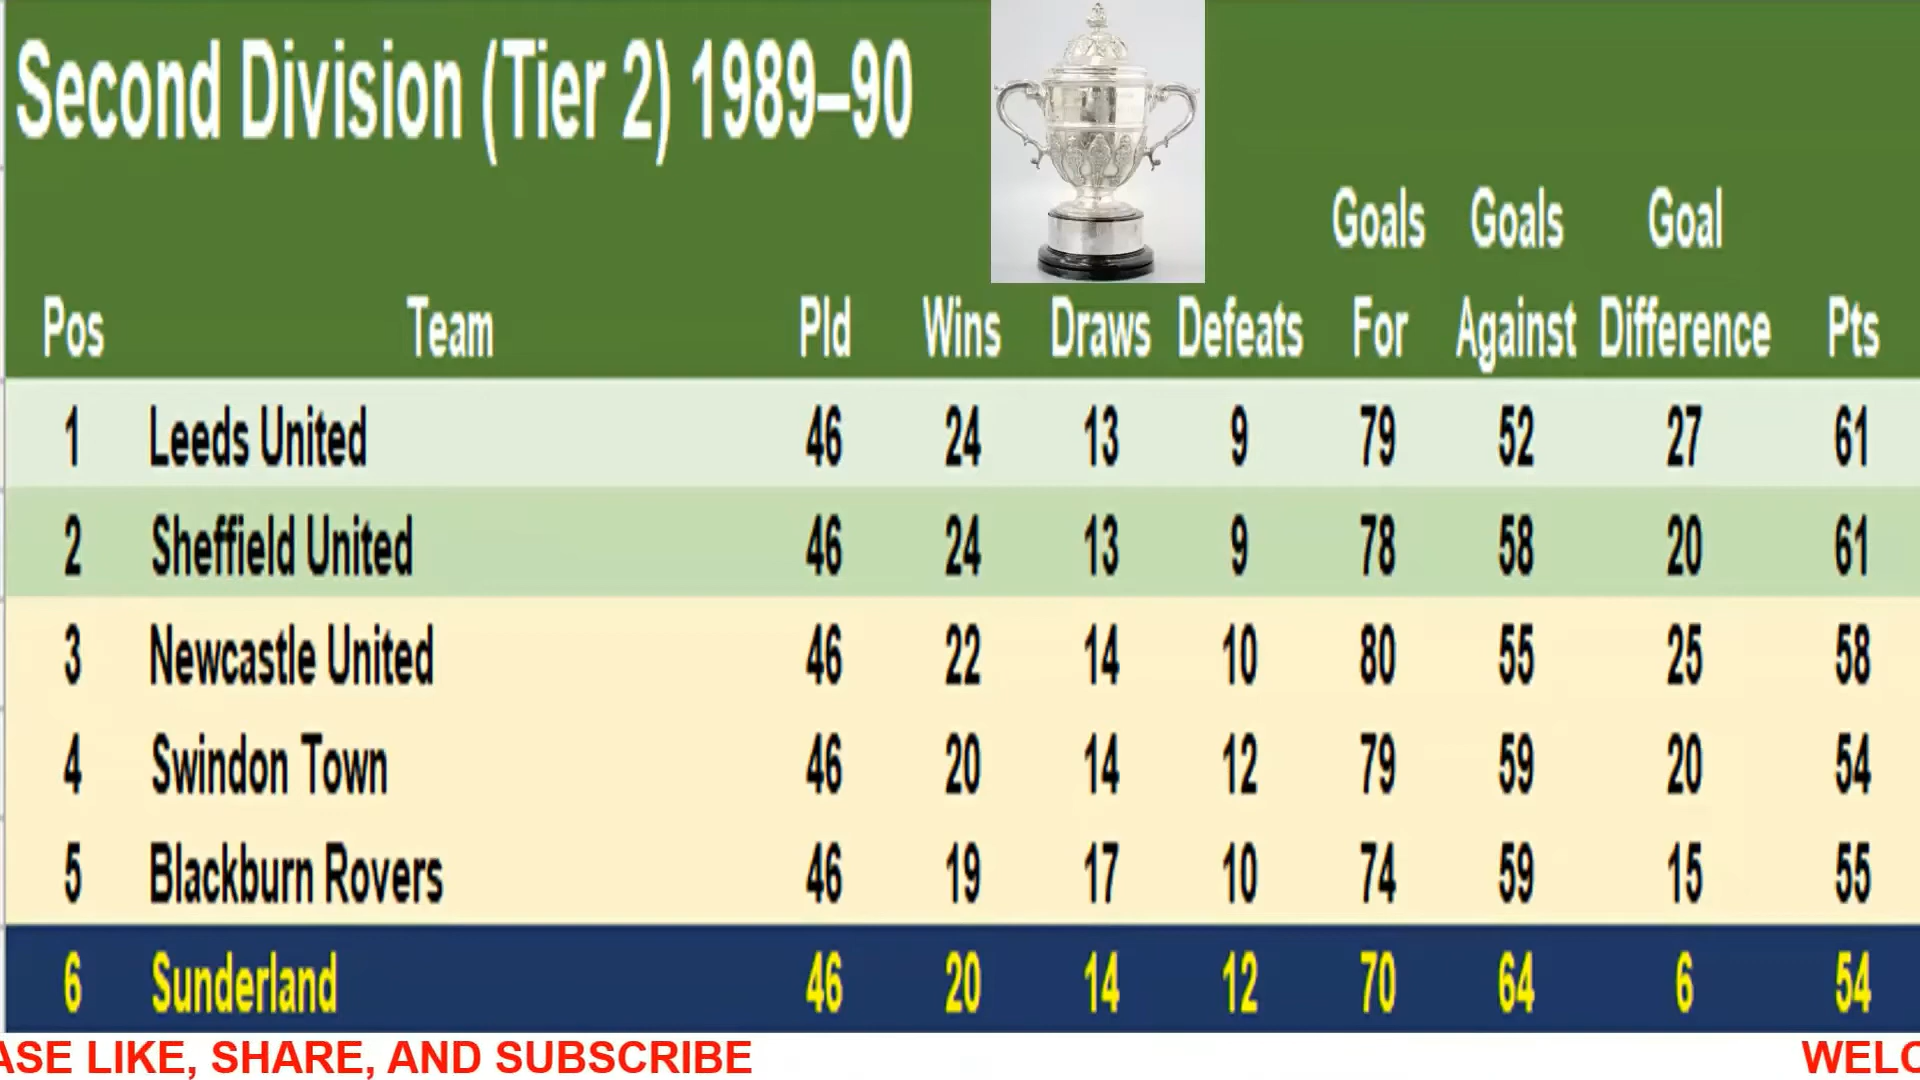 Second Division (Tier 2) 1989–90
Goals Goals Goal
Pos Team Pld Wins Draws Defeats For Against Difference Pts
1 Leeds United 46 24 13 9 79 52 27 61
2 Sheffield United 46 24 13 9 78 58 20 61
3 Newcastle United 46 22 14 10 80 55 25 58
4 Swindon Town 46 20 14 12 79 59 20 54
5 Blackburn Rovers 46 19 17 10 74 59 15 55
6 Sunderland 46 20 14 12 70 64 6 54
ASE LIKE, SHARE, AND SUBSCRIBE WELC